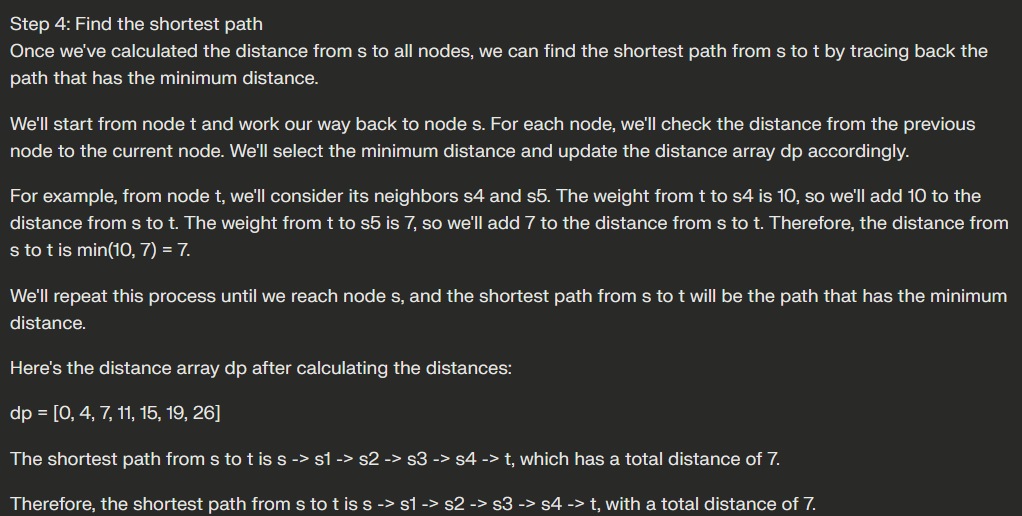 Step 4: Find the shortest path
Once we've calculated the distance from s to all nodes, we can find the shortest path from s to t by tracing back the
path that has the minimum distance.
We'll start from node t and work our way back to node s. For each node, we'll check the distance from the previous
node to the current node. We'll select the minimum distance and update the distance array dp accordingly.
For example, from node t, we'll consider its neighbors s4 and s5. The weight from t to s4 is 10, so we'll add 10 to the
distance from s to t. The weight from t to s5 is 7, so we'll add 7 to the distance from s to t. Therefore, the distance from
s to t is min(10, 7) = 7.
We'll repeat this process until we reach node s, and the shortest path from s to t will be the path that has the minimum
distance.
Here's the distance array dp after calculating the distances:
dp = [0, 4, 7, 11, 15, 19, 26]
The shortest path from s to t is s -> s1 -> s2 -> s3 -> s4 -> t, which has a total distance of 7.
Therefore, the shortest path from s to t is s -> s1 -> s2 -> s3 -> s4 -> t, with a total distance of 7.